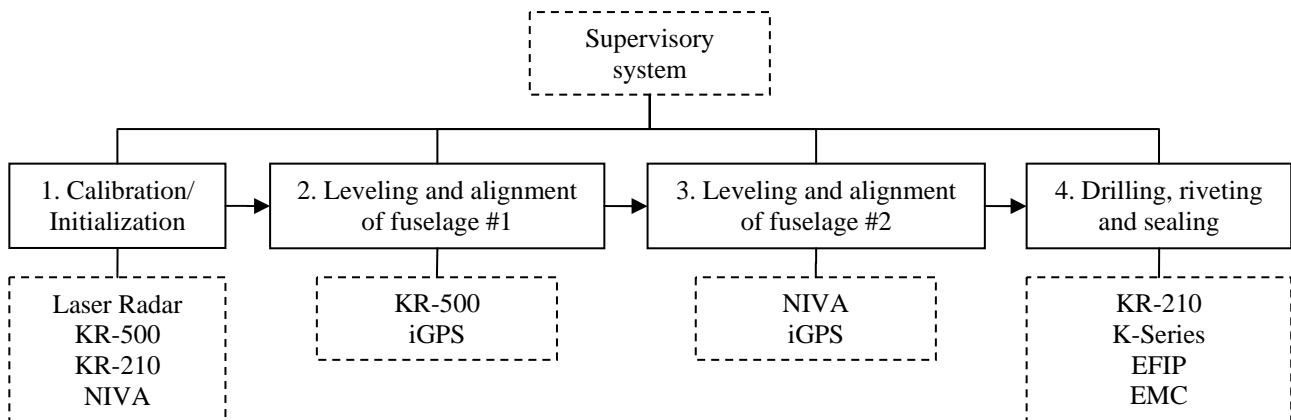 Supervisory
system
1. Calibration/
Initialization
2. Leveling and alignment
of fuselage #1
3. Leveling and alignment
of fuselage #2
4. Drilling, riveting
and sealing
Laser Radar
KR-500
KR-210
NIVA
KR-500
iGPS
NIVA
iGPS
KR-210
K-Series
EFIP
EMC